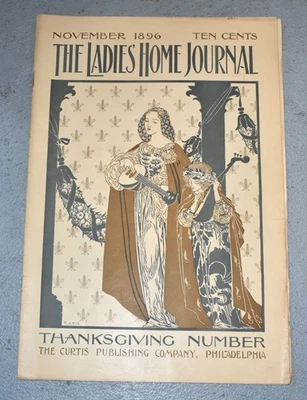 NOVEMBER 1896 TEN CENTS
THE LADIES HOME JOURNAL
THANKSGIVING NUMBER
THE CURTIS PUBLISHING COMPANY, PHILADELPHIA